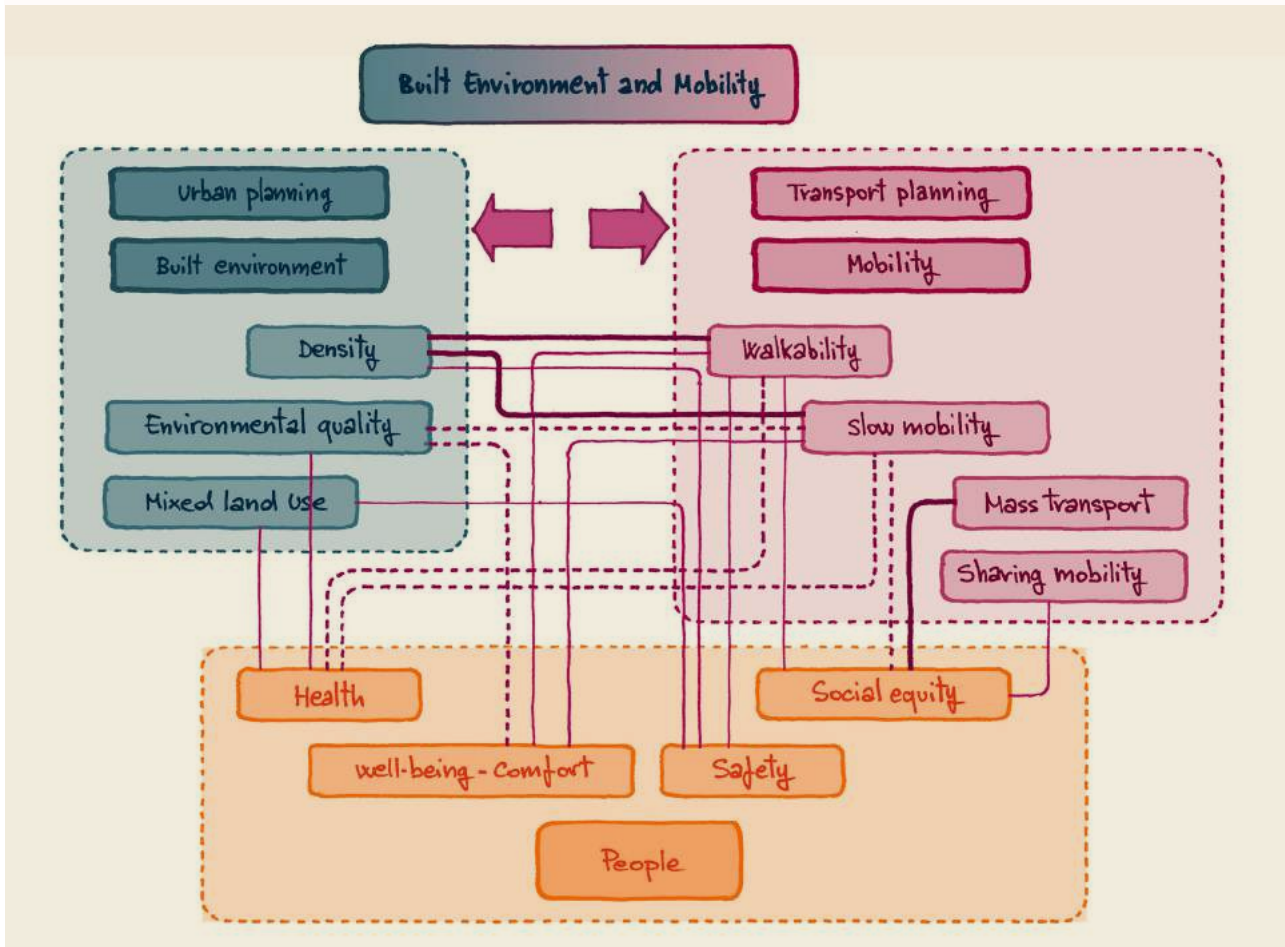 Built Environment and Mobility
Urban planning
Built environment
Density
Environmental quality
Mixed land use
Transport planning
Mobility
Walkability
Slow mobility
Mass transport
Sharing mobility
Health
Social equity
well-being - comfort
Safety
People